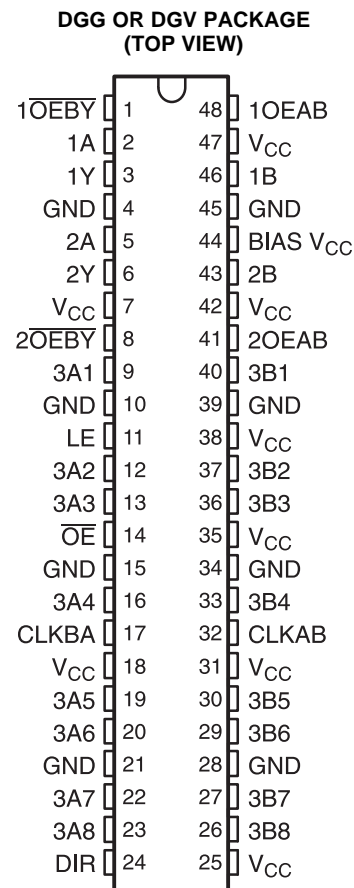 DGG OR DGV PACKAGE
(TOP VIEW)
1O̅E̅B̅Y̅ 1 48 1OEAB
1A 2 47 VCC
1Y 3 46 1B
GND 4 45 GND
2A 5 44 BIAS VCC
2Y 6 43 2B
VCC 7 42 VCC
2O̅E̅B̅Y̅ 8 41 2OEAB
3A1 9 40 3B1
GND 10 39 GND
LE 11 38 VCC
3A2 12 37 3B2
3A3 13 36 3B3
O̅E̅ 14 35 VCC
GND 15 34 GND
3A4 16 33 3B4
CLKBA 17 32 CLKAB
VCC 18 31 VCC
3A5 19 30 3B5
3A6 20 29 3B6
GND 21 28 GND
3A7 22 27 3B7
3A8 23 26 3B8
DIR 24 25 VCC